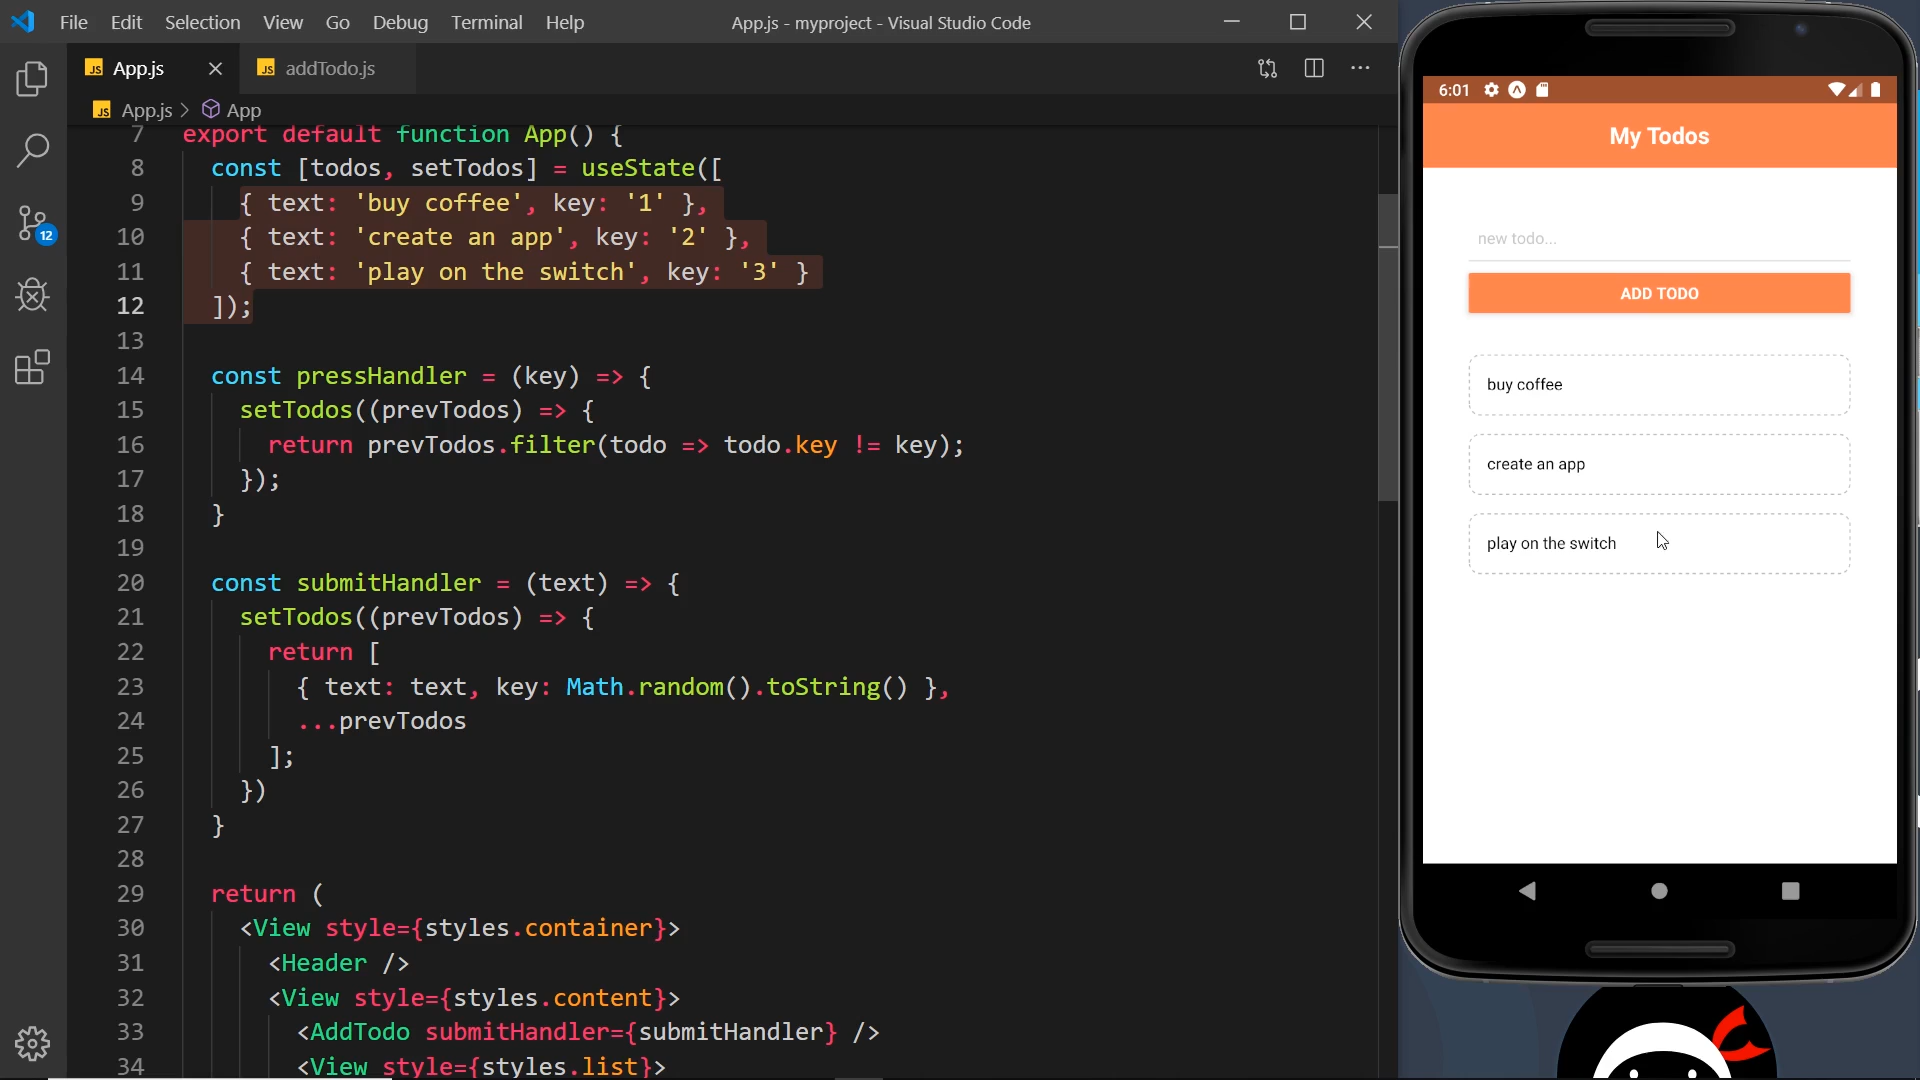 File Edit Selection View Go Debug Terminal Help
App.js - myproject - Visual Studio Code
JS App.js
JS addTodo.js
JS App.js > App
7 export default function App() {
8 const [todos, setTodos] = useState([
9 { text: 'buy coffee', key: '1' },
10 { text: 'create an app', key: '2' },
11 { text: 'play on the switch', key: '3' }
12 ]);
13
14 const pressHandler = (key) => {
15 setTodos((prevTodos) => {
16 return prevTodos.filter(todo => todo.key != key);
17 });
18 }
19
20 const submitHandler = (text) => {
21 setTodos((prevTodos) => {
22 return [
23 { text: text, key: Math.random().toString() },
24 ...prevTodos
25 ];
26 })
27 }
28
29 return (
30 <View style={styles.container}>
31 <Header />
32 <View style={styles.content}>
33 <AddTodo submitHandler={submitHandler} />
34 <View style={styles.list}>
12
6:01
My Todos
new todo...
ADD TODO
buy coffee
create an app
play on the switch